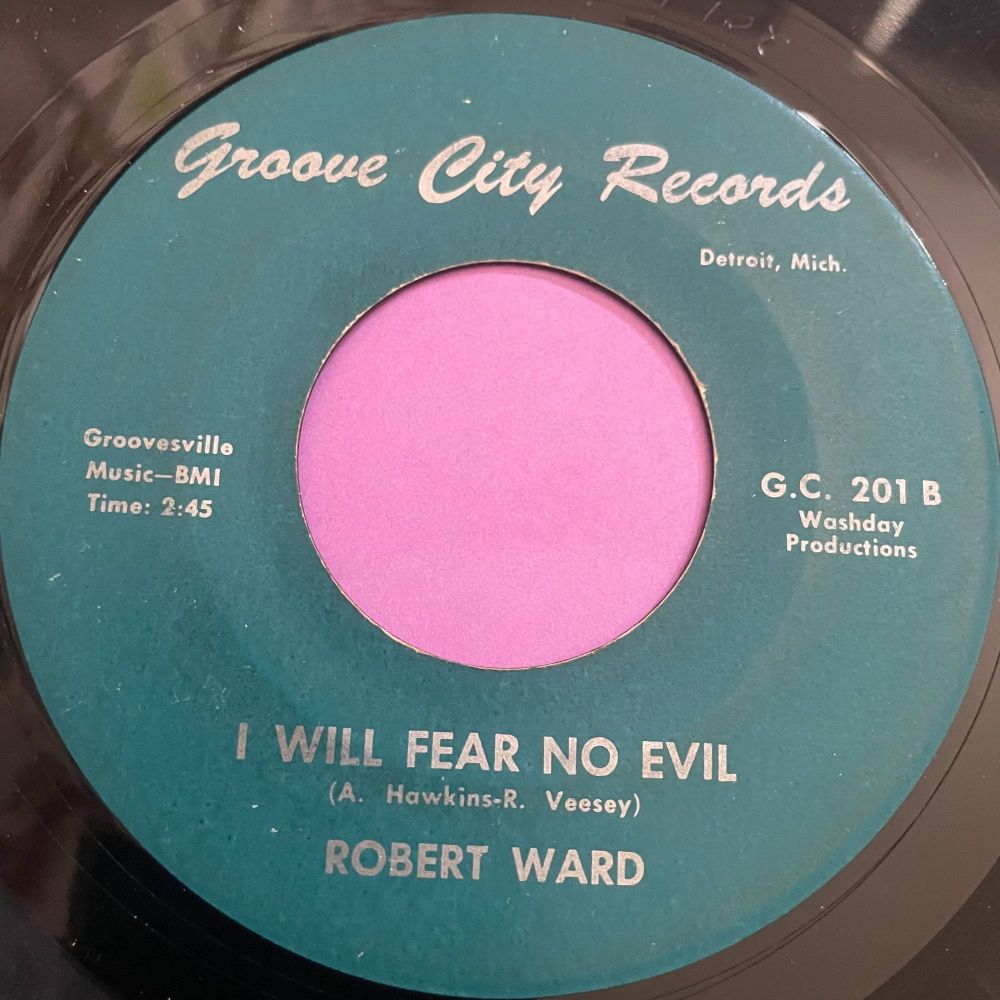 Groove City Records
Detroit, Mich.
Groovesville
Music—BMI
Time: 2:45
G.C. 201 B
Washday
Productions
I WILL FEAR NO EVIL
(A. Hawkins-R. Veesey)
ROBERT WARD